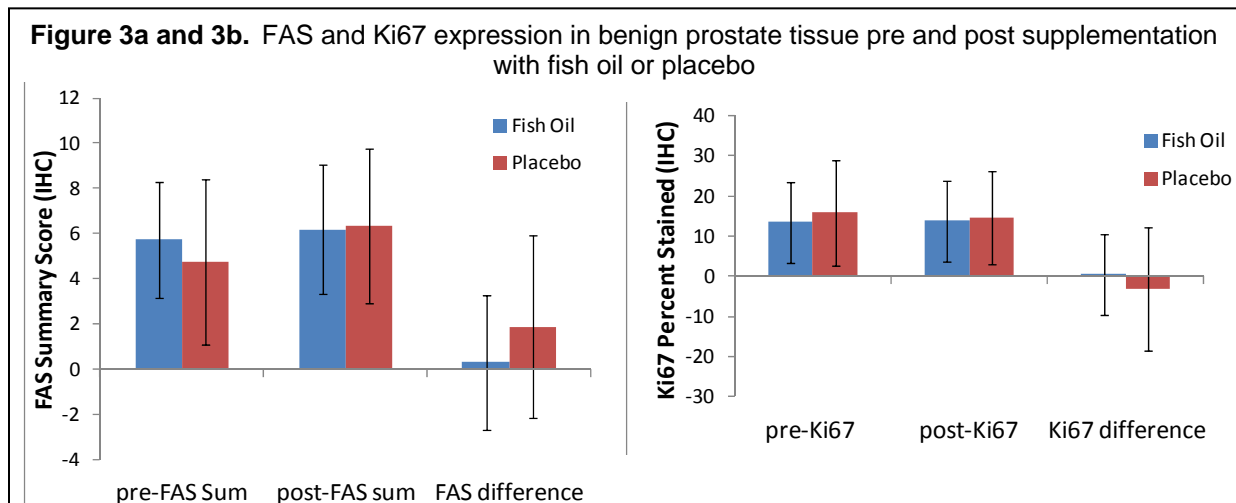 Figure 3a and 3b. FAS and Ki67 expression in benign prostate tissue pre and post supplementation
with fish oil or placebo
FAS Summary Score (IHC)
12
10
8
6
4
2
0
-2
-4
Fish Oil
Placebo
pre-FAS Sum
post-FAS sum
FAS difference
Ki67 Percent Stained (IHC)
40
30
20
10
0
-10
-20
-30
Fish Oil
Placebo
pre-Ki67
post-Ki67
Ki67 difference